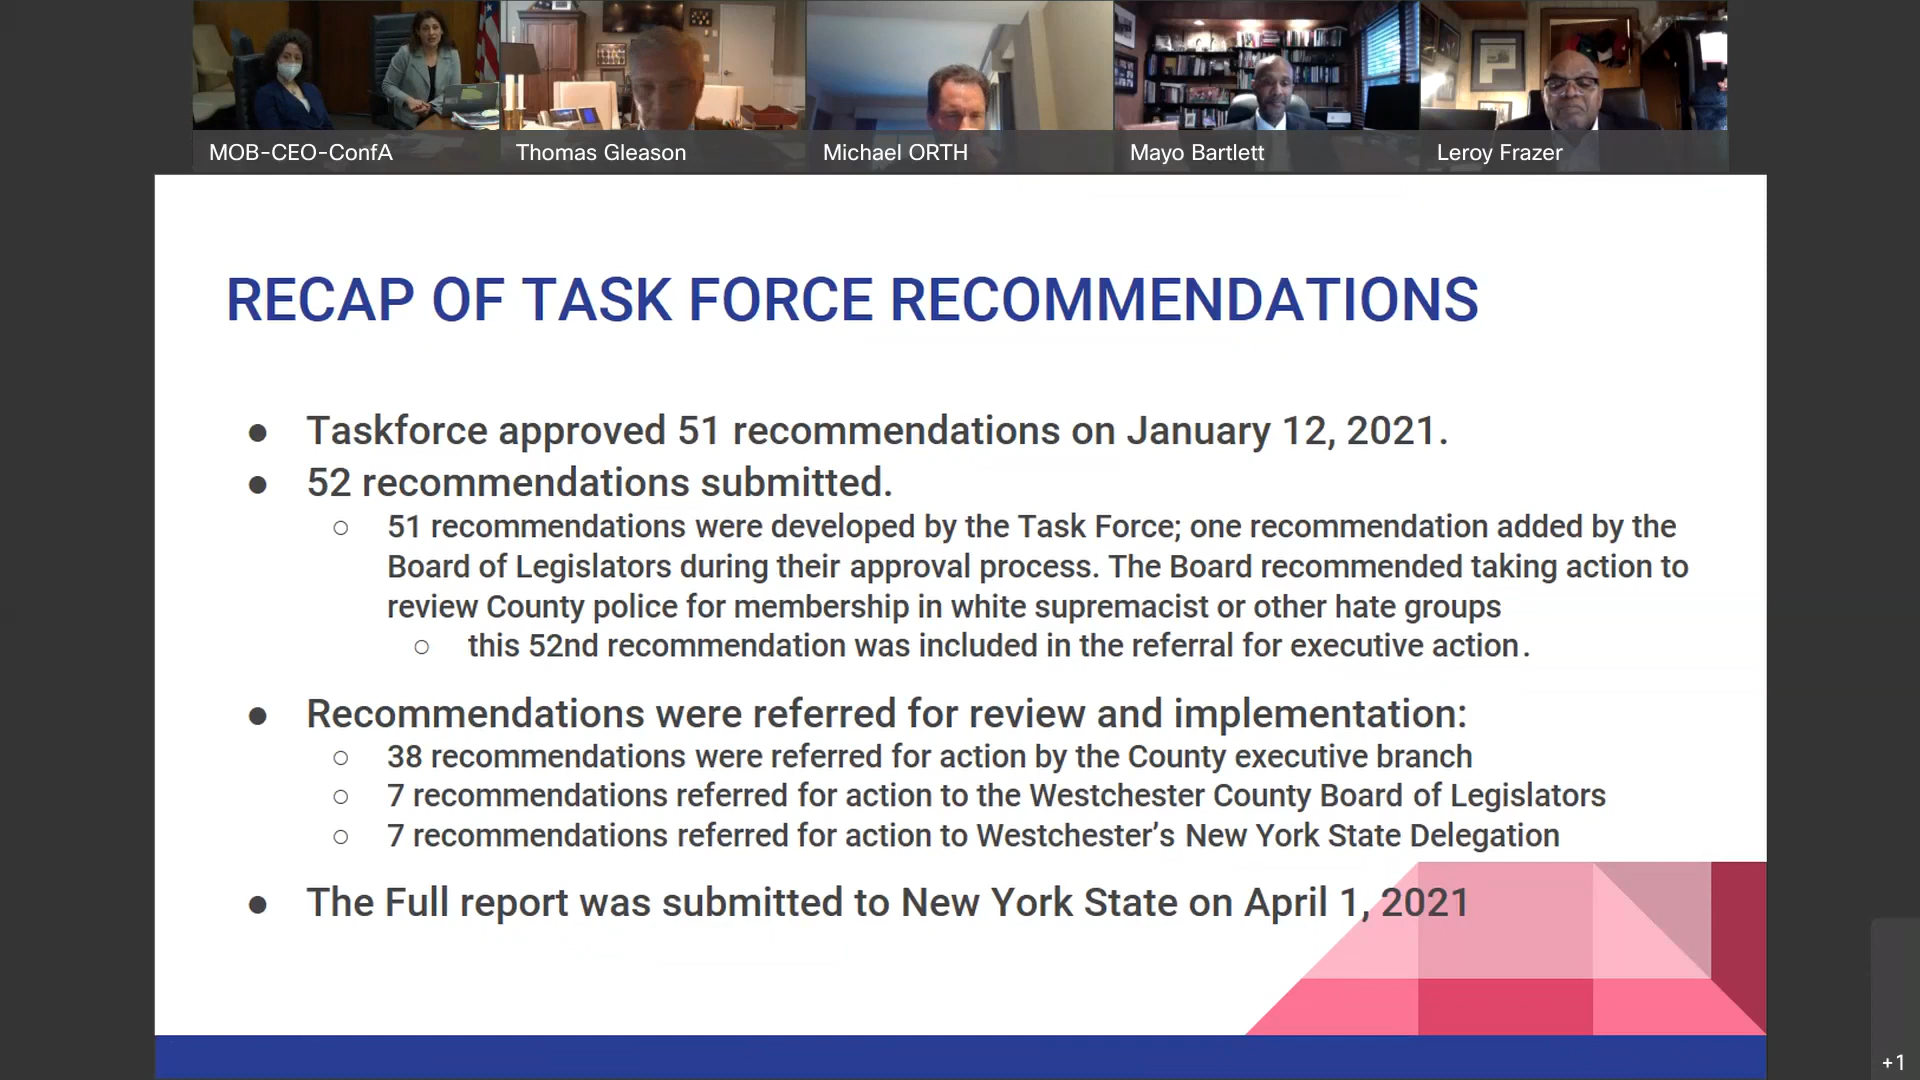 MOB-CEO-ConfA
Thomas Gleason
Michael ORTH
Mayo Bartlett
Leroy Frazer
RECAP OF TASK FORCE RECOMMENDATIONS
● Taskforce approved 51 recommendations on January 12, 2021.
● 52 recommendations submitted.
○ 51 recommendations were developed by the Task Force; one recommendation added by the
Board of Legislators during their approval process. The Board recommended taking action to
review County police for membership in white supremacist or other hate groups
○ this 52nd recommendation was included in the referral for executive action.
● Recommendations were referred for review and implementation:
○ 38 recommendations were referred for action by the County executive branch
○ 7 recommendations referred for action to the Westchester County Board of Legislators
○ 7 recommendations referred for action to Westchester’s New York State Delegation
● The Full report was submitted to New York State on April 1, 2021
+1